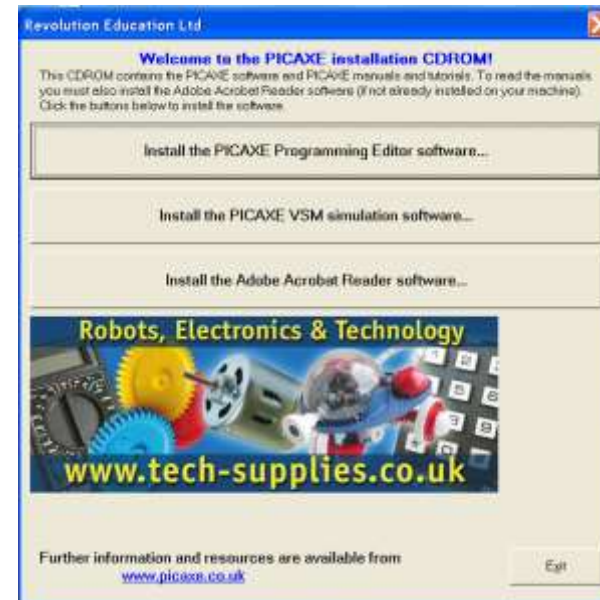 Revolution Education Ltd
Welcome to the PICAXE installation CDROM!
This CDROM contains the PICAXE software and PICAXE manuals and tutorials. To read the manuals
you must also install the Adobe Acrobat Reader software (if not already installed on your machine).
Click the buttons below to install the software.
Install the PICAXE Programming Editor software...
Install the PICAXE VSM simulation software...
Install the Adobe Acrobat Reader software...
Robots, Electronics & Technology
www.tech-supplies.co.uk
Further information and resources are available from
www.picaxe.co.uk
Exit